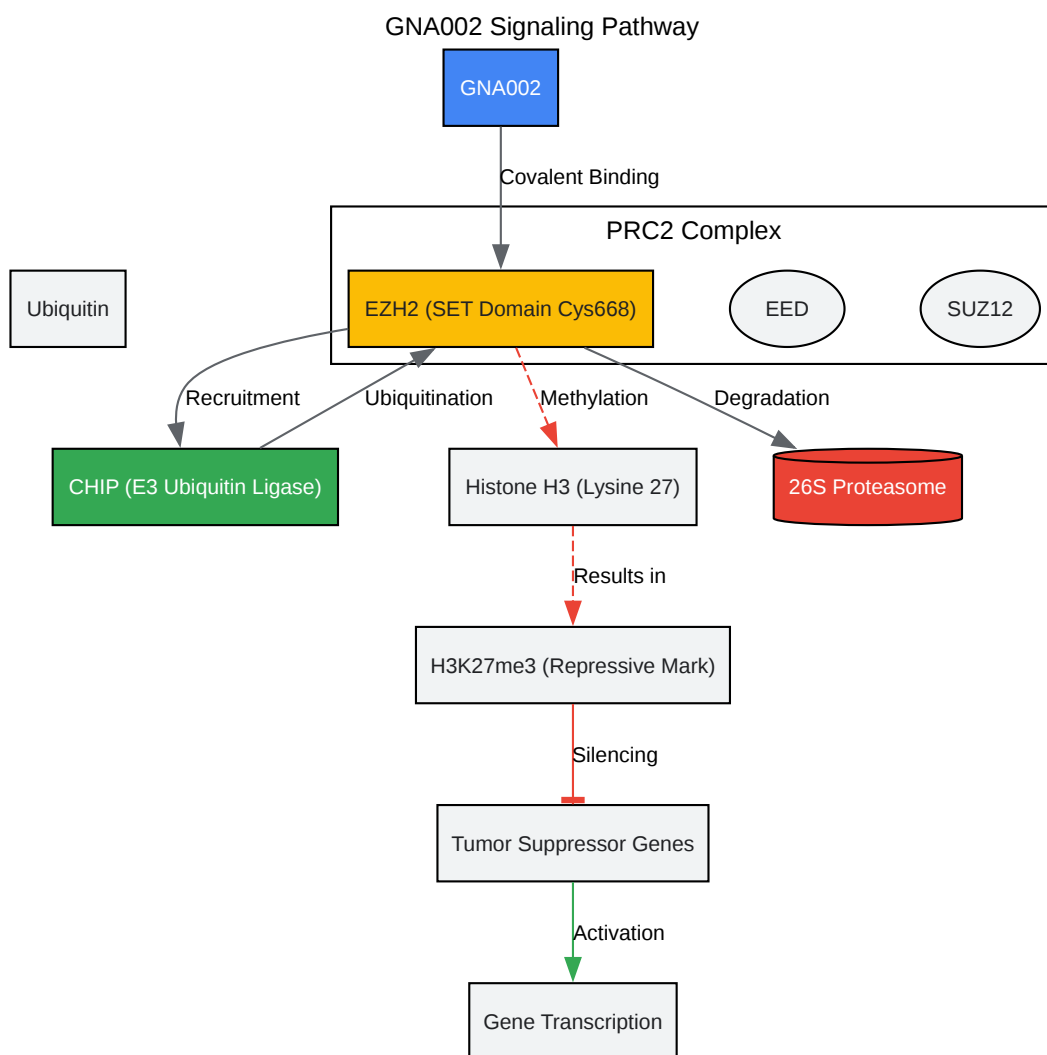 GNA002 Signaling Pathway
GNA002
Covalent Binding
PRC2 Complex
Ubiquitin
EZH2 (SET Domain Cys668)
EED
SUZ12
Recruitment
Ubiquitination
Methylation
Degradation
CHIP (E3 Ubiquitin Ligase)
Histone H3 (Lysine 27)
26S Proteasome
Results in
H3K27me3 (Repressive Mark)
Silencing
Tumor Suppressor Genes
Activation
Gene Transcription